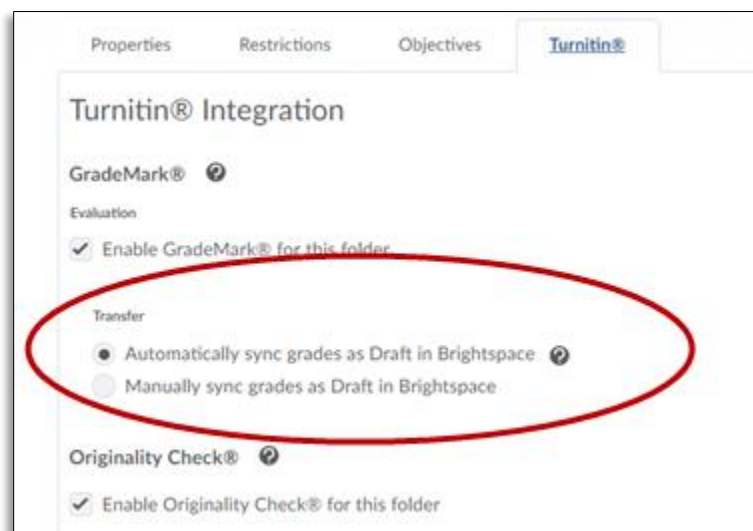 Properties Restrictions Objectives Turnitin®
Turnitin® Integration
GradeMark®
Evaluation
Enable GradeMark® for this folder
Transfer
Automatically sync grades as Draft in Brightspace
Manually sync grades as Draft in Brightspace
Originality Check®
Enable Originality Check® for this folder